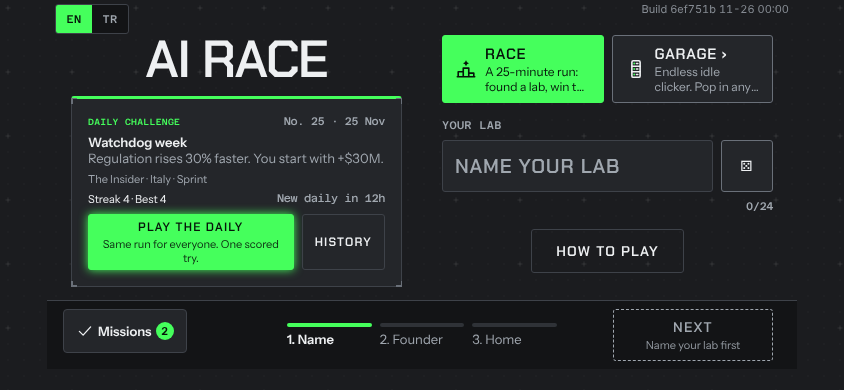 EN TR
Build 6ef751b 11-26 00:00
AI RACE
DAILY CHALLENGE No. 25 · 25 Nov
Watchdog week
Regulation rises 30% faster. You start with +$30M.
The Insider · Italy · Sprint
Streak 4 · Best 4 New daily in 12h
PLAY THE DAILY
Same run for everyone. One scored
try.
HISTORY
RACE
A 25-minute run:
found a lab, win t…
GARAGE ›
Endless idle
clicker. Pop in any…
YOUR LAB
NAME YOUR LAB
0/24
HOW TO PLAY
Missions 2
1. Name 2. Founder 3. Home
NEXT
Name your lab first